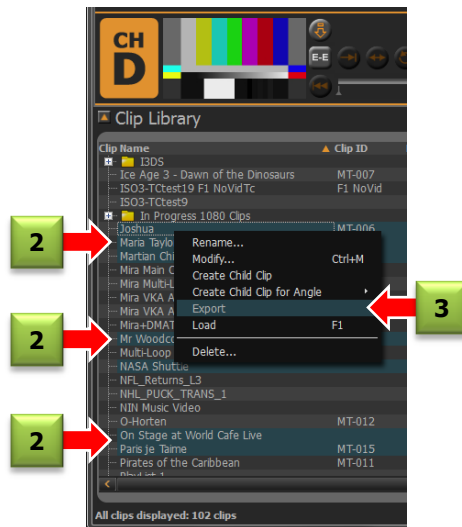 CH
D
E-E
Clip Library
Clip Name Clip ID
I3DS
Ice Age 3 - Dawn of the Dinosaurs MT-007
ISO3-TCtest19 F1 NoVidTc F1 NoVid
ISO3-TCtest9
In Progress 1080 Clips
Joshua MT-006
2
Maria Taylo
Rename...
Martian Chi
Modify... Ctrl+M
Mira Main C
Create Child Clip
Mira Multi-L
Create Child Clip for Angle
Mira VKA A
Export
3
Mira VKA A
Mira+DMAT
Load F1
2
Mr Woodco
Multi-Loop
Delete...
NASA Shuttle
NFL_Returns_L3
NHL_PUCK_TRANS_1
NIN Music Video
O-Horten MT-012
2
On Stage at World Cafe Live
Paris Je Taime MT-015
Pirates of the Caribbean MT-011
PlayList 1
All clips displayed: 102 clips